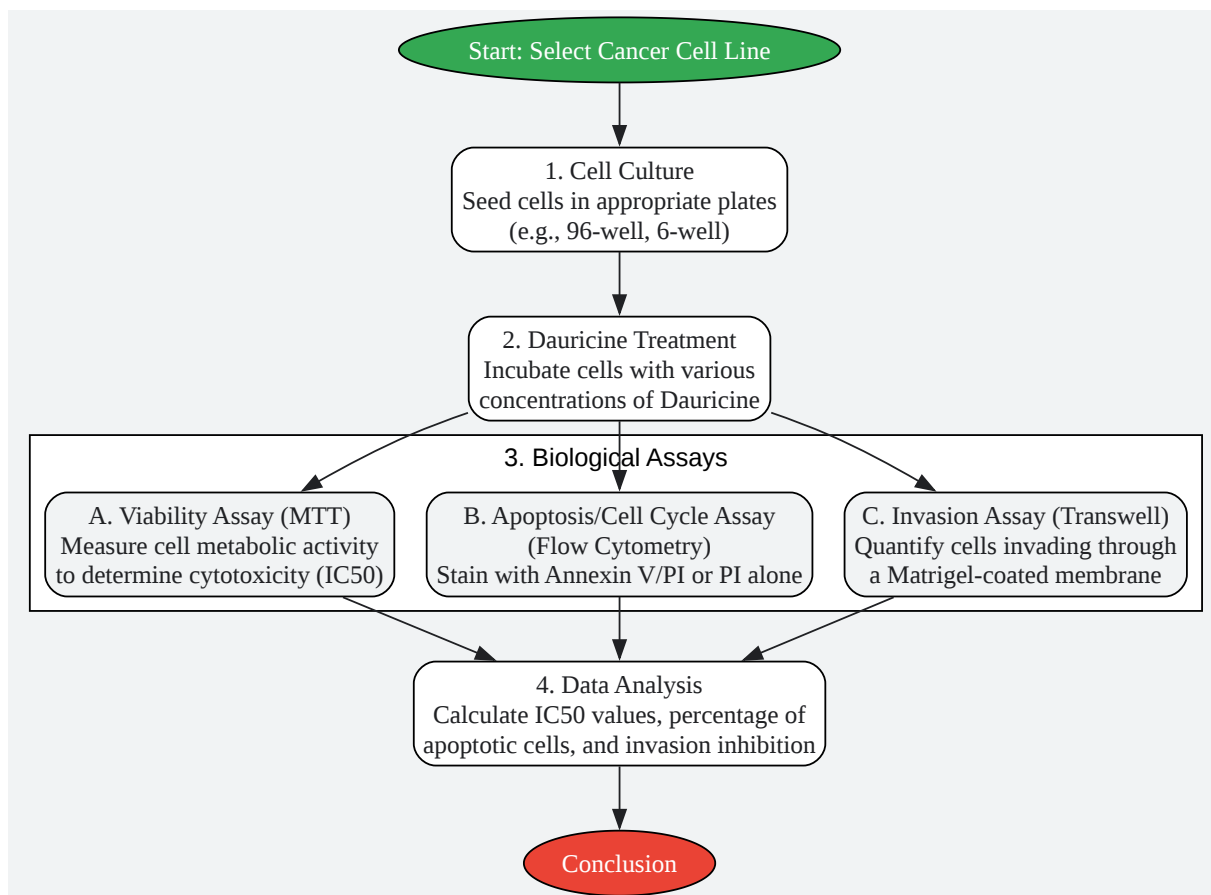 Start: Select Cancer Cell Line
1. Cell Culture
Seed cells in appropriate plates
(e.g., 96-well, 6-well)
2. Dauricine Treatment
Incubate cells with various
concentrations of Dauricine
3. Biological Assays
A. Viability Assay (MTT)
Measure cell metabolic activity
to determine cytotoxicity (IC50)
B. Apoptosis/Cell Cycle Assay
(Flow Cytometry)
Stain with Annexin V/PI or PI alone
C. Invasion Assay (Transwell)
Quantify cells invading through
a Matrigel-coated membrane
4. Data Analysis
Calculate IC50 values, percentage of
apoptotic cells, and invasion inhibition
Conclusion